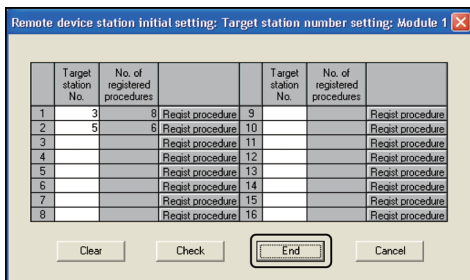 Remote device station initial setting: Target station number setting: Module 1
Target station No. No. of registered procedures Target station No. No. of registered procedures
1 3 8 Regist procedure 9 Regist procedure
2 5 6 Regist procedure 10 Regist procedure
3 Regist procedure 11 Regist procedure
4 Regist procedure 12 Regist procedure
5 Regist procedure 13 Regist procedure
6 Regist procedure 14 Regist procedure
7 Regist procedure 15 Regist procedure
8 Regist procedure 16 Regist procedure
Clear Check End Cancel